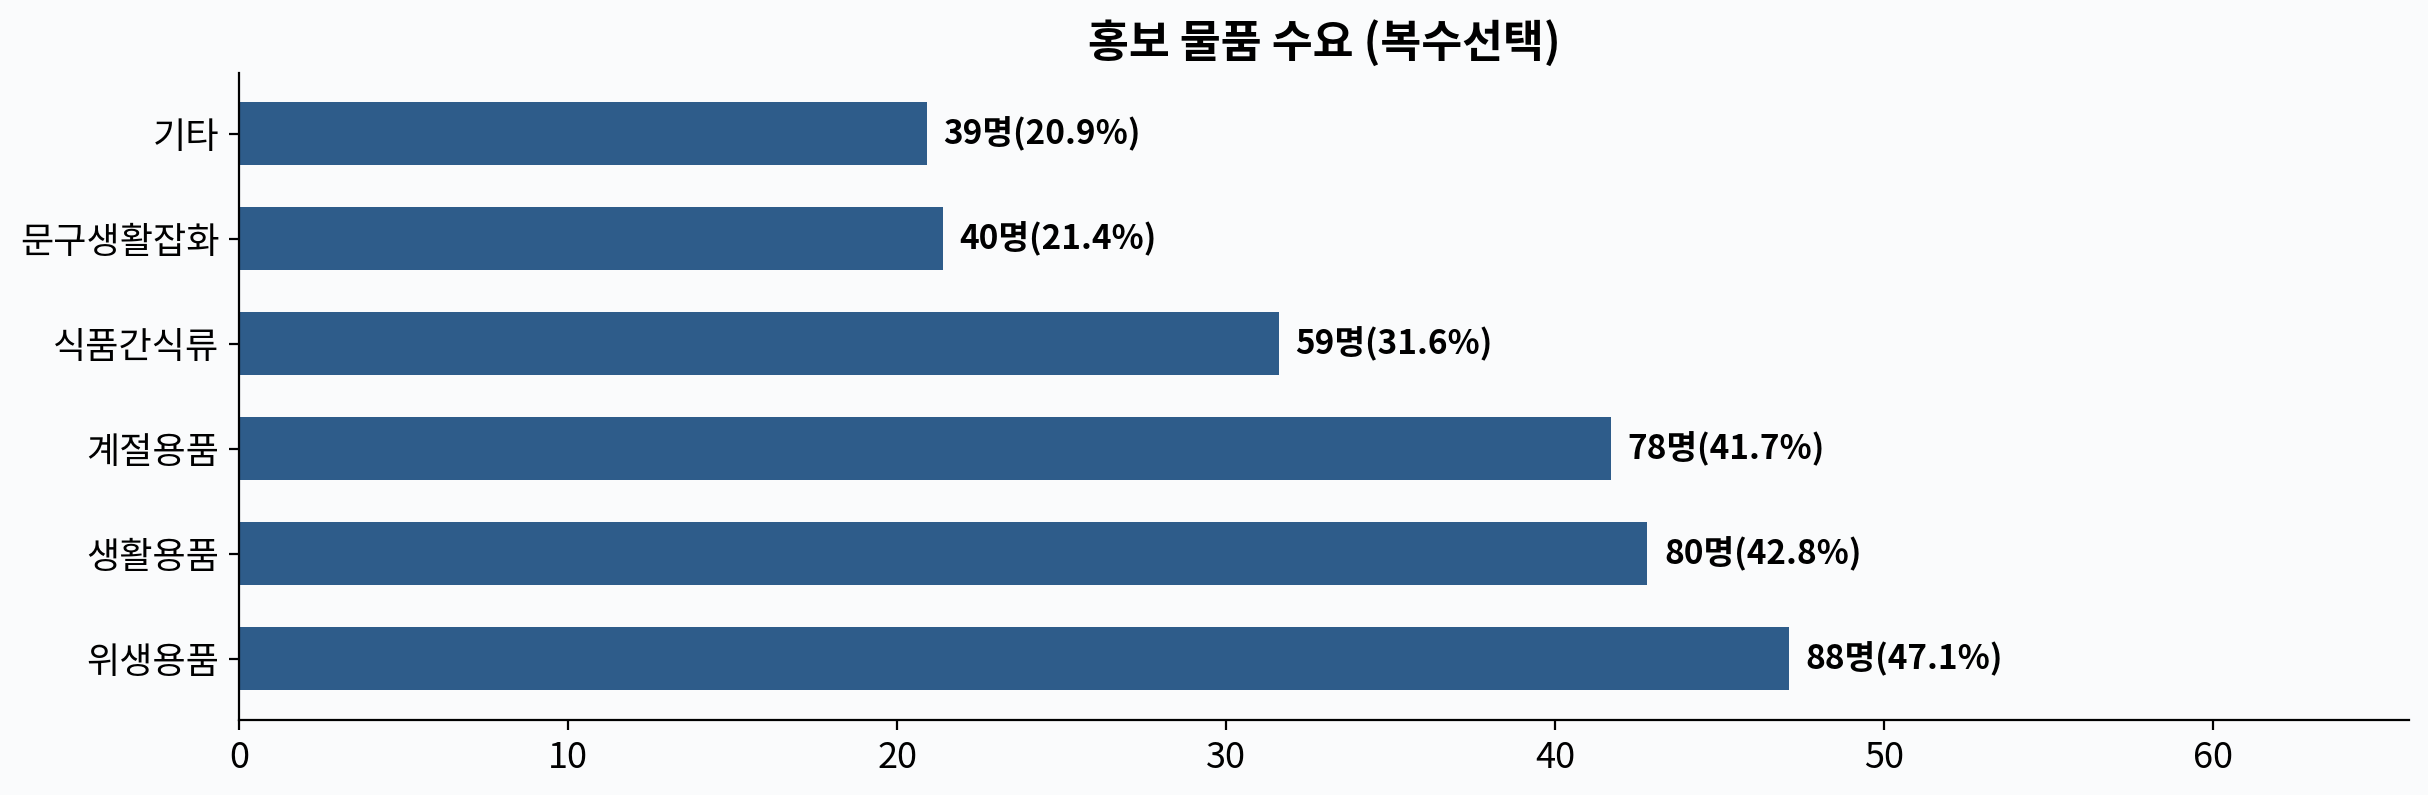 홍보 물품 수요 (복수선택)
기타 39명(20.9%)
문구생활잡화 40명(21.4%)
식품간식류 59명(31.6%)
계절용품 78명(41.7%)
생활용품 80명(42.8%)
위생용품 88명(47.1%)
0 10 20 30 40 50 60